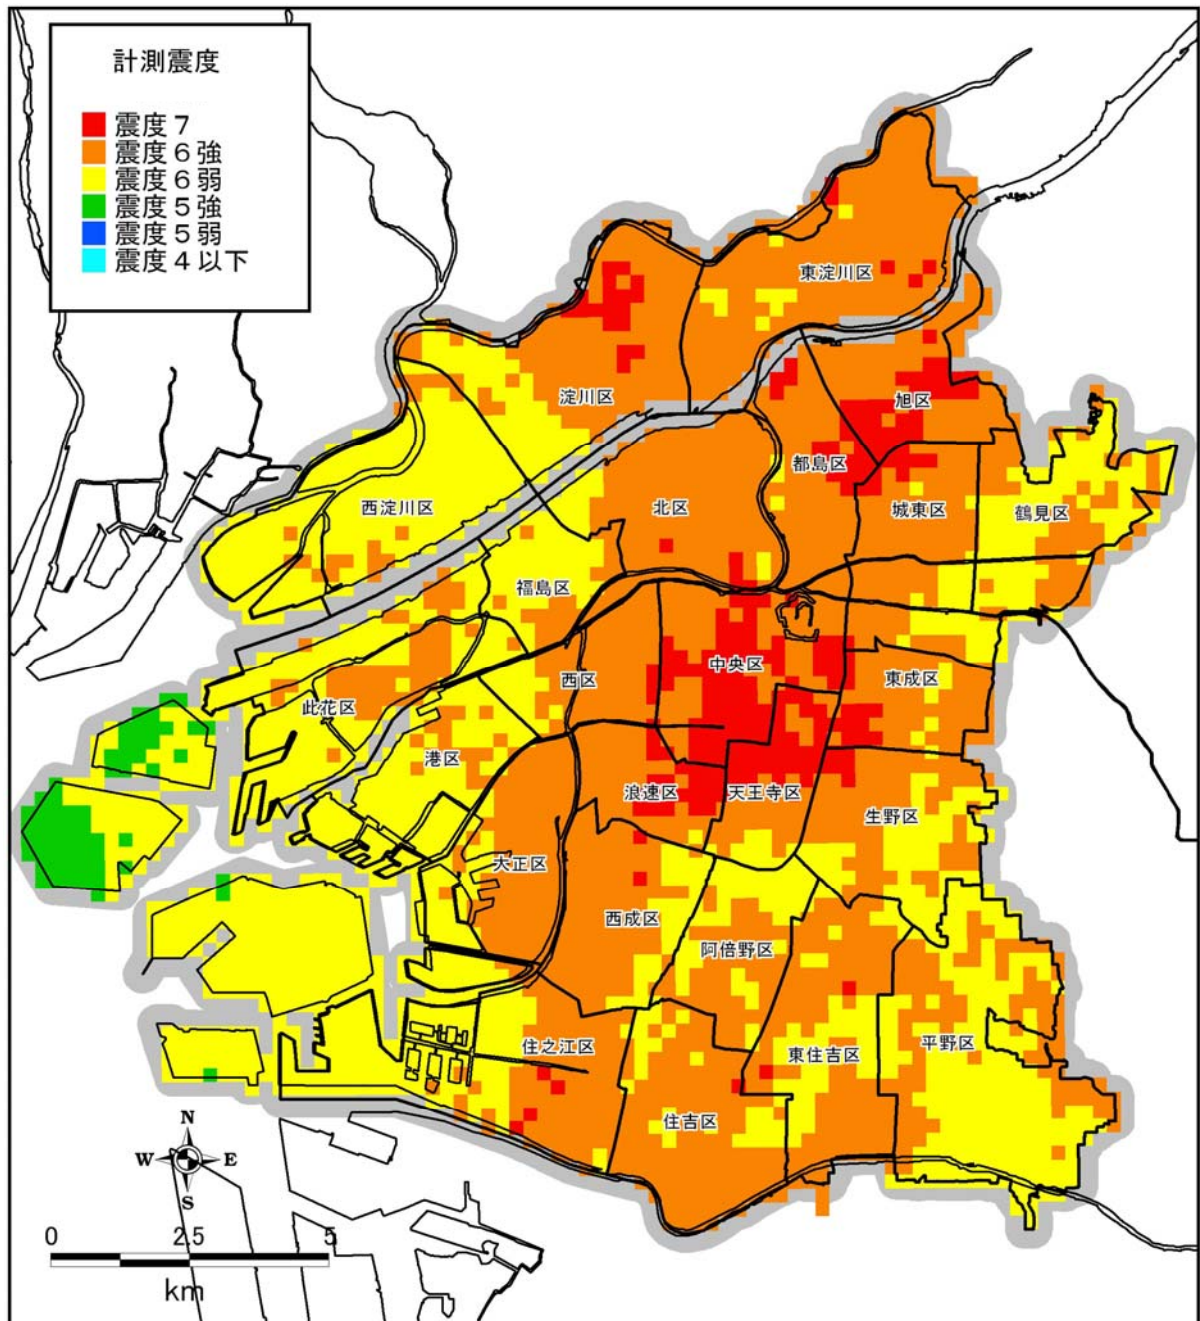 計測震度
震度７
震度６強
震度６弱
震度５強
震度５弱
震度４以下
東淀川区
淀川区
旭区
都島区
西淀川区
北区
城東区
鶴見区
福島区
中央区
西区
東成区
此花区
港区
浪速区
天王寺区
生野区
大正区
西成区
阿倍野区
住之江区
東住吉区
平野区
住吉区
N
W
E
S
0
2.5
5
km